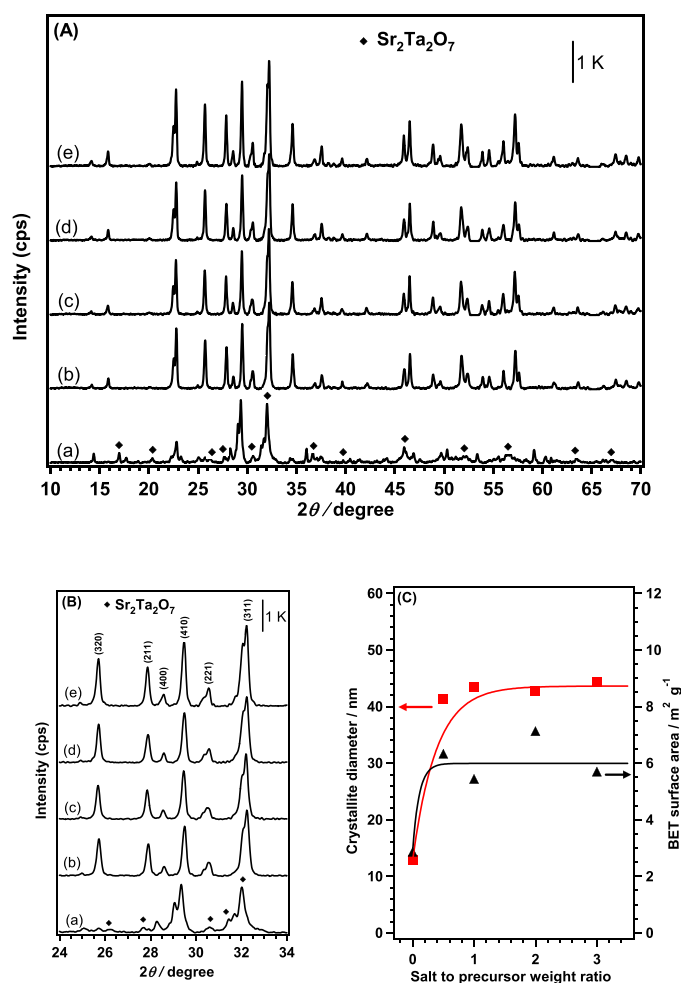 (A)
◆ Sr₂Ta₂O₇
1 K
(e)
(d)
(c)
(b)
(a)
Intensity (cps)
10 15 20 25 30 35 40 45 50 55 60 65 70
2θ / degree
(B)
◆ Sr₂Ta₂O₇
1 K
(320)
(211)
(400)
(410)
(221)
(311)
(e)
(d)
(c)
(b)
(a)
Intensity (cps)
24 26 28 30 32 34
2θ / degree
(C)
60
50
40
30
20
10
0
Crystallite diameter / nm
12
10
8
6
4
2
0
BET surface area / m² g⁻¹
0 1 2 3
Salt to precursor weight ratio